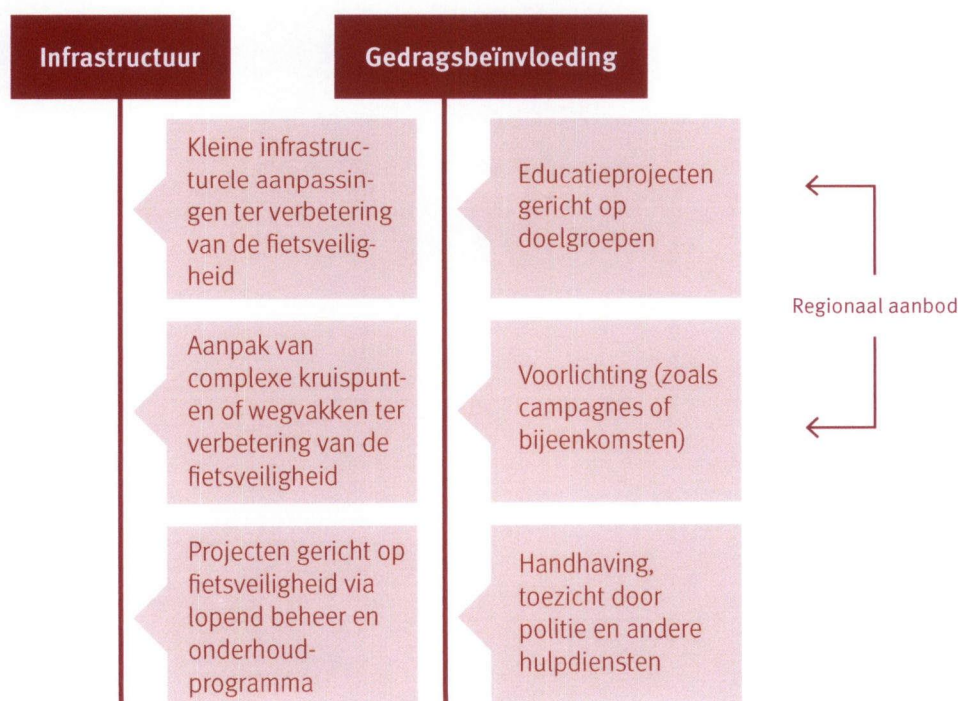 Infrastructuur
Gedragsbeïnvloeding
Kleine infrastruc-
turele aanpassin-
gen ter verbetering
van de fietsveilig-
heid
Educatieprojecten
gericht op
doelgroepen
Regionaal aanbod
Aanpak van
complexe kruispunt-
en of wegvakken ter
verbetering van de
fietsveiligheid
Voorlichting (zoals
campagnes of
bijeenkomsten)
Projecten gericht op
fietsveiligheid via
lopend beheer en
onderhoud-
programma
Handhaving,
toezicht door
politie en andere
hulpdiensten